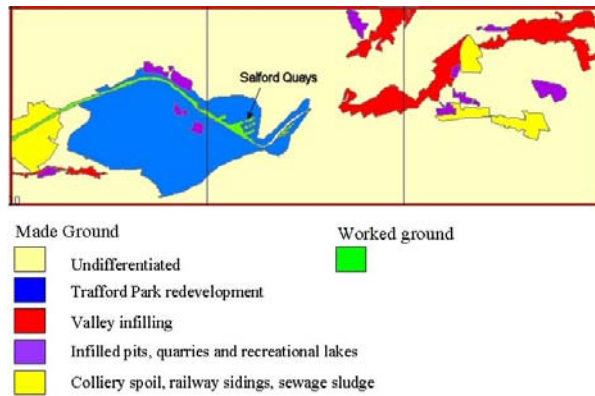 Salford Quays
Made Ground
Worked ground
Undifferentiated
Trafford Park redevelopment
Valley infilling
Infilled pits, quarries and recreational lakes
Colliery spoil, railway sidings, sewage sludge